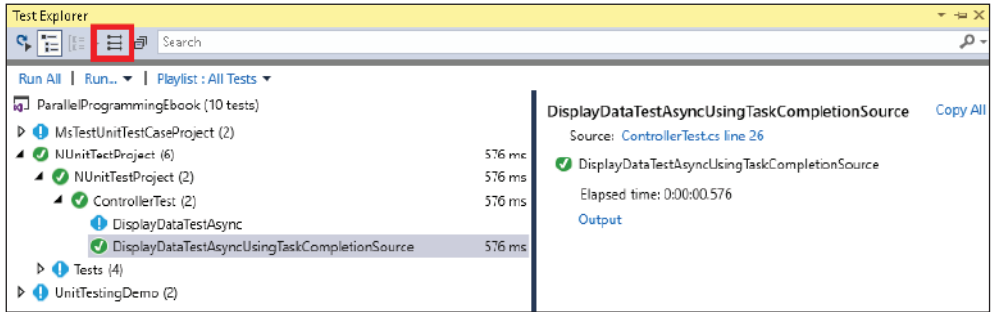 Test Explorer
Search
Run All | Run... | Playlist : All Tests
ParallelProgrammingEbook (10 tests)
MsTestUnitTestCaseProject (2)
NUnitTestProject (6) 576 ms
NUnitTestProject (2) 576 ms
ControllerTest (2) 576 ms
DisplayDataTestAsync
DisplayDataTestAsyncUsingTaskCompletionSource 576 ms
Tests (4)
UnitTestingDemo (2)
DisplayDataTestAsyncUsingTaskCompletionSource Copy All
Source: ControllerTest.cs line 26
DisplayDataTestAsyncUsingTaskCompletionSource
Elapsed time: 0:00:00.576
Output